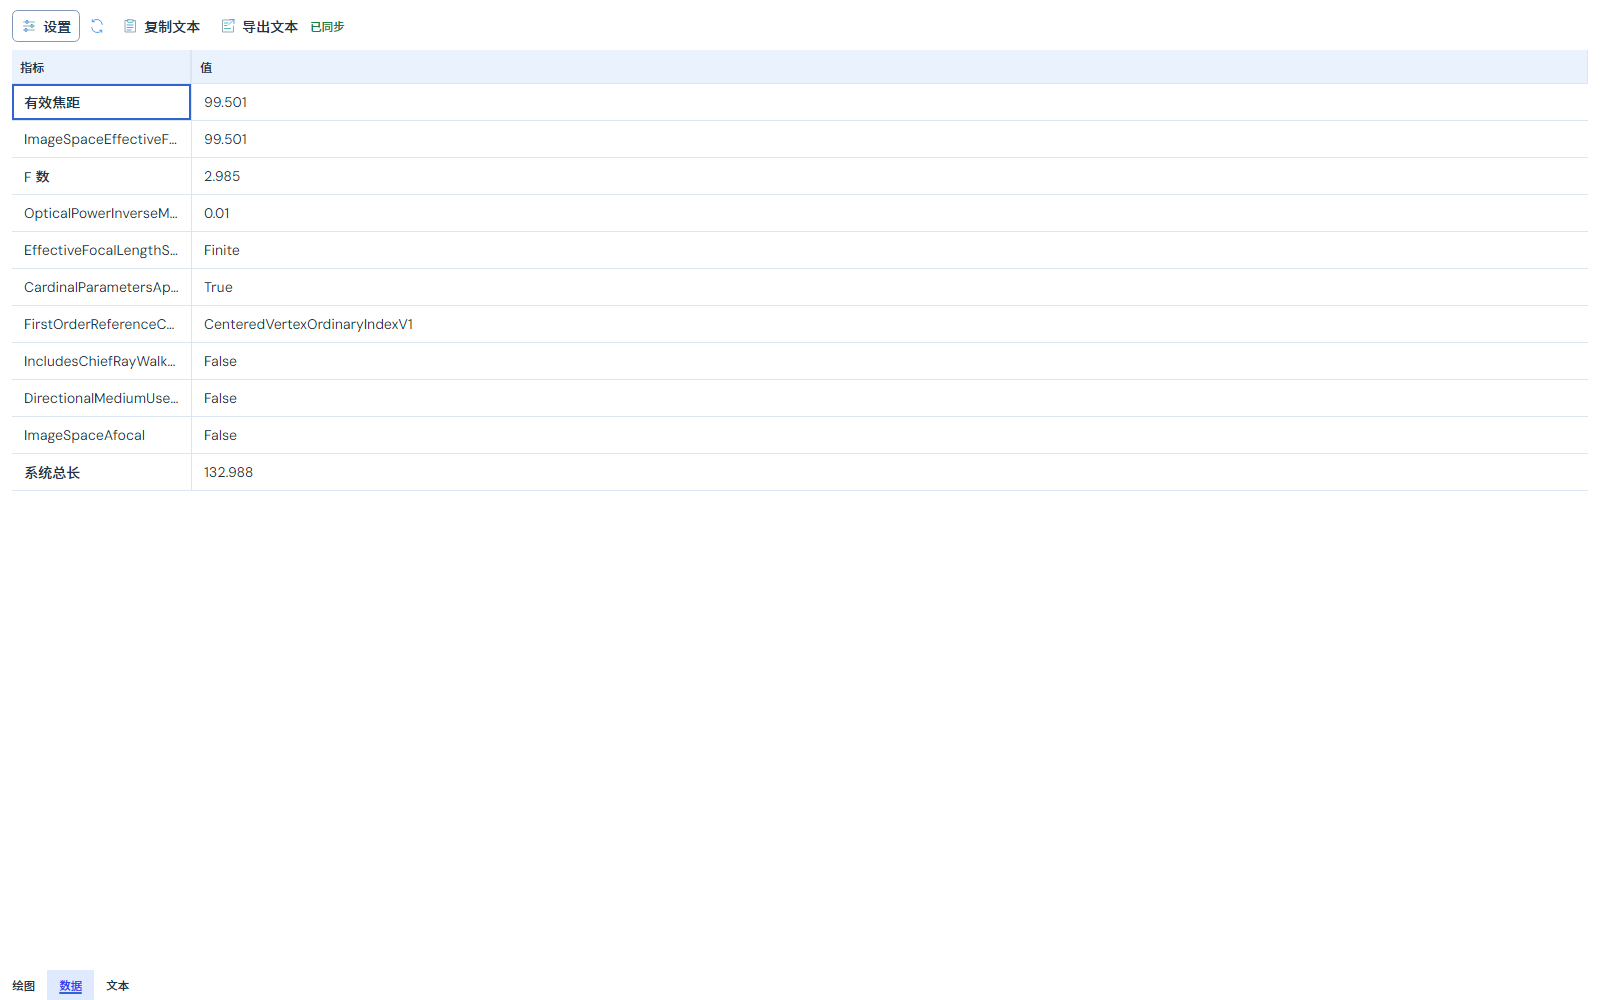 设置 复制文本 导出文本 已同步
指标 值
有效焦距 99.501
ImageSpaceEffectiveF... 99.501
F 数 2.985
OpticalPowerInverseM... 0.01
EffectiveFocalLengthS... Finite
CardinalParametersAp... True
FirstOrderReferenceC... CenteredVertexOrdinaryIndexV1
IncludesChiefRayWalk... False
DirectionalMediumUse... False
ImageSpaceAfocal False
系统总长 132.988
绘图 数据 文本